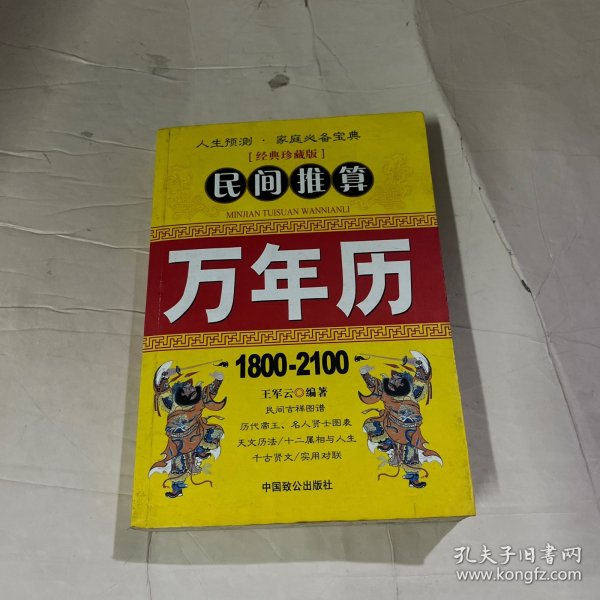 人生预测·家庭必备宝典
[经典珍藏版]
民间推算
MINJIAN TUISUAN WANNIANLI
万年历
1800-2100
王军云◎编著
民间吉祥图谱
历代帝王、名人贤士图表
天文历法/十二属相与人生
千古贤文/实用对联
中国致公出版社
孔夫子旧书网
www.kongfz.com